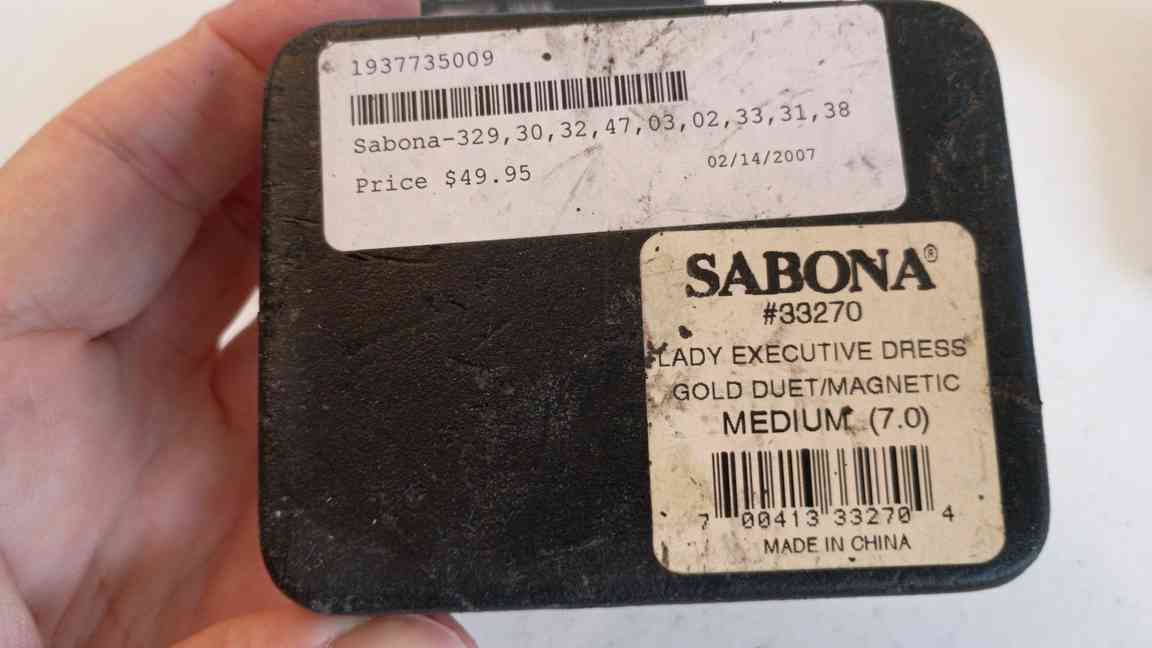 1937735009
Sabona-329,30,32,47,03,02,33,31,38
Price $49.95
02/14/2007
SABONA®
#33270
LADY EXECUTIVE DRESS
GOLD DUET/MAGNETIC
MEDIUM (7.0)
7 00413 33270 4
MADE IN CHINA